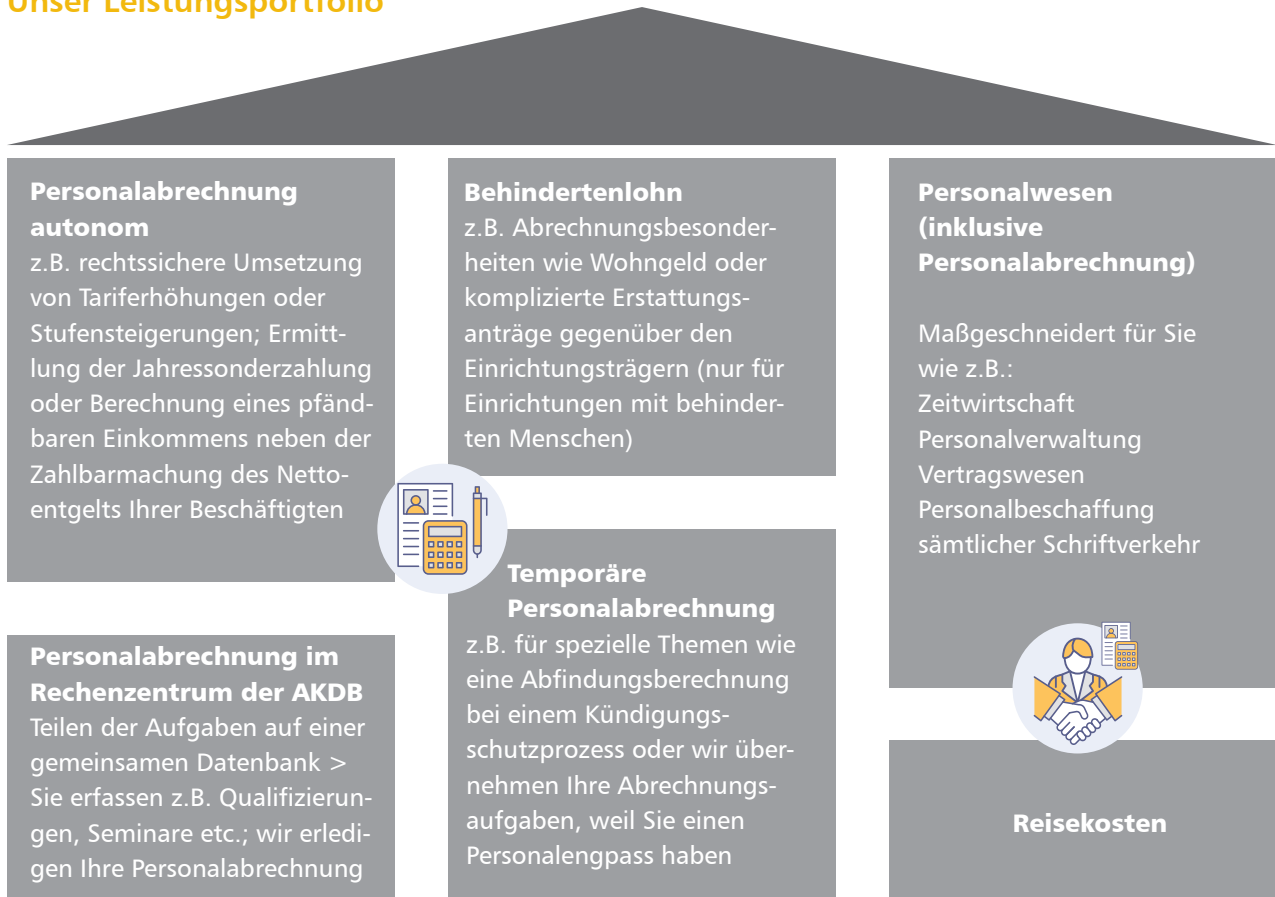 Unser Leistungsportfolio
Personalabrechnung
autonom
z.B. rechtssichere Umsetzung
von Tariferhöhungen oder
Stufensteigerungen; Ermitt-
lung der Jahressonderzahlung
oder Berechnung eines pfänd-
baren Einkommens neben der
Zahlbarmachung des Netto-
entgelts Ihrer Beschäftigten
Personalabrechnung im
Rechenzentrum der AKDB
Teilen der Aufgaben auf einer
gemeinsamen Datenbank >
Sie erfassen z.B. Qualifizierun-
gen, Seminare etc.; wir erledi-
gen Ihre Personalabrechnung
Behindertenlohn
z.B. Abrechnungsbesonder-
heiten wie Wohngeld oder
komplizierte Erstattungs-
anträge gegenüber den
Einrichtungsträgern (nur für
Einrichtungen mit behinder-
ten Menschen)
Temporäre
Personalabrechnung
z.B. für spezielle Themen wie
eine Abfindungsberechnung
bei einem Kündigungs-
schutzprozess oder wir über-
nehmen Ihre Abrechnungs-
aufgaben, weil Sie einen
Personalengpass haben
Personalwesen
(inklusive
Personalabrechnung)
Maßgeschneidert für Sie
wie z.B.:
Zeitwirtschaft
Personalverwaltung
Vertragswesen
Personalbeschaffung
sämtlicher Schriftverkehr
Reisekosten